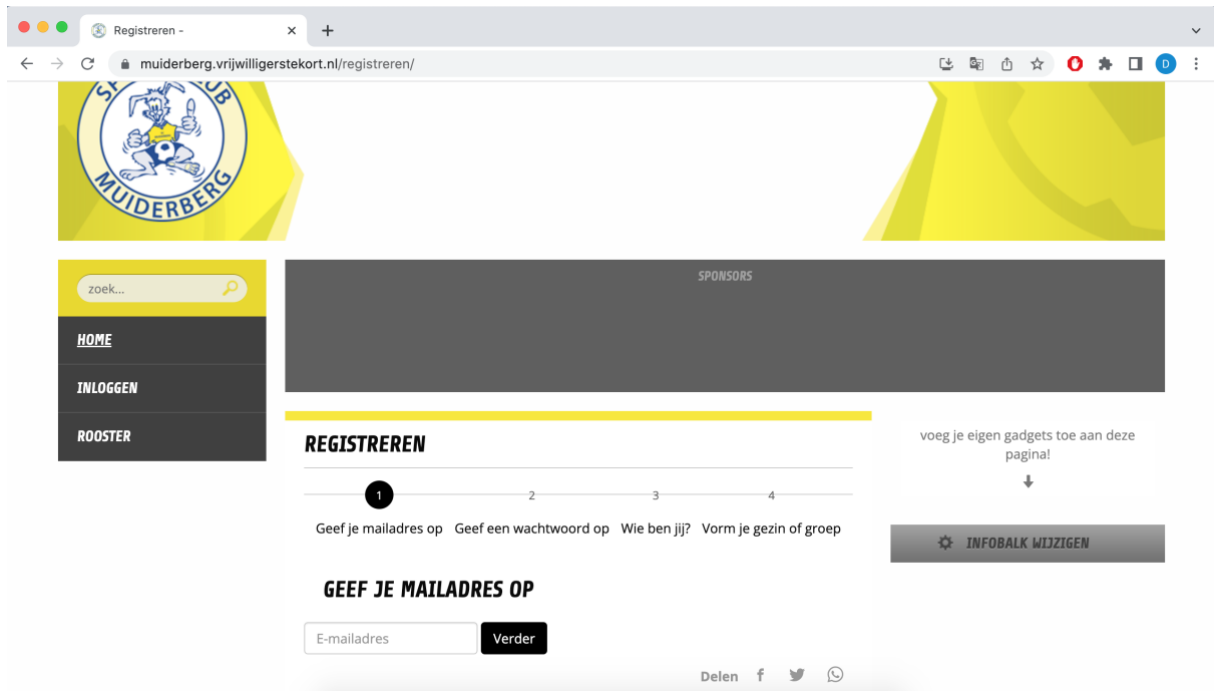 Registreren -
muiderberg.vrijwilligerstekort.nl/registreren/
D
MUIDERBERG
zoek...
SPONSORS
HOME
INLOGGEN
ROOSTER
REGISTREREN
1 2 3 4
Geef je mailadres op Geef een wachtwoord op Wie ben jij? Vorm je gezin of groep
GEEF JE MAILADRES OP
E-mailadres Verder
Delen
voeg je eigen gadgets toe aan deze
pagina!
INFOBALK WIJZIGEN